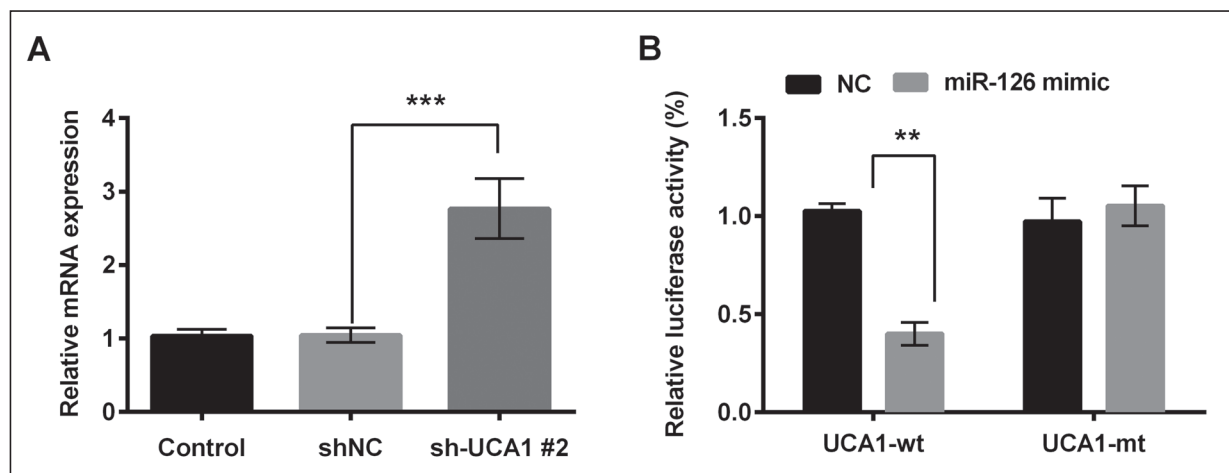 A
Relative mRNA expression
4
3
2
1
0
***
Control
shNC
sh-UCA1 #2
B
NC
miR-126 mimic
Relative luciferase activity (%)
1.5
1.0
0.5
0.0
**
UCA1-wt
UCA1-mt